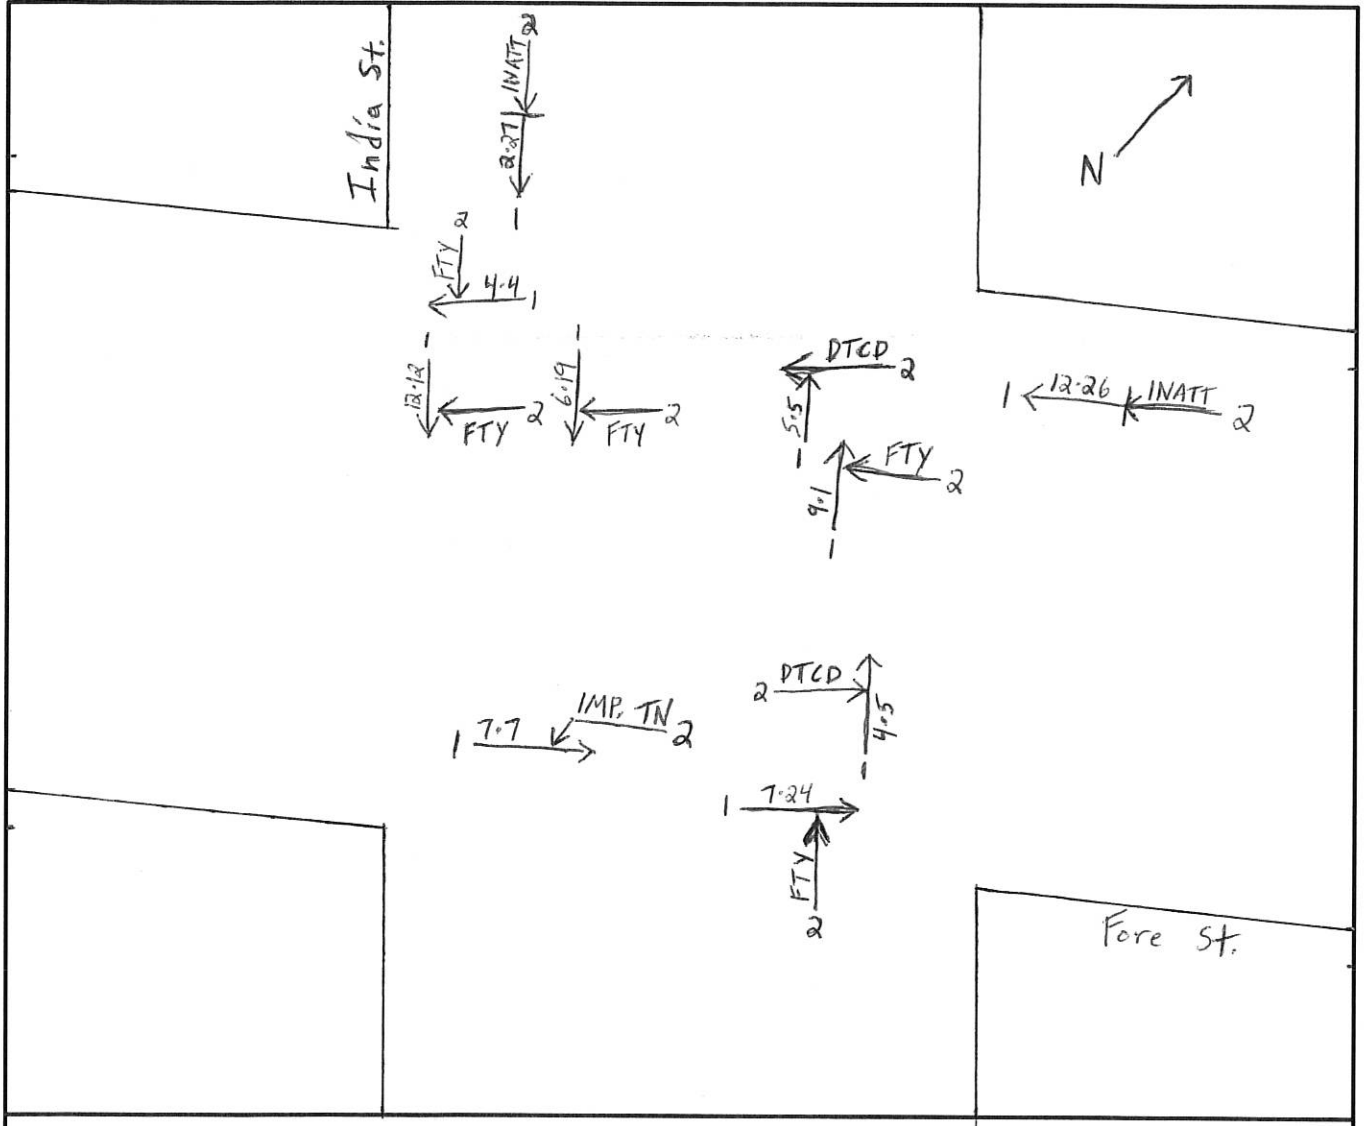 India St.
INATT 2
2·27
1
N
FTY 2
4·4 1
1
12·12
2
FTY
1
6·19
2
FTY
DTCD 2
5·5
1
1 12·26 INATT 2
FTY 2
9·1
1
2 DTCD
4·5
1
1 7·7 IMP. TN 2
1 7·24
FTY
2
Fore St.